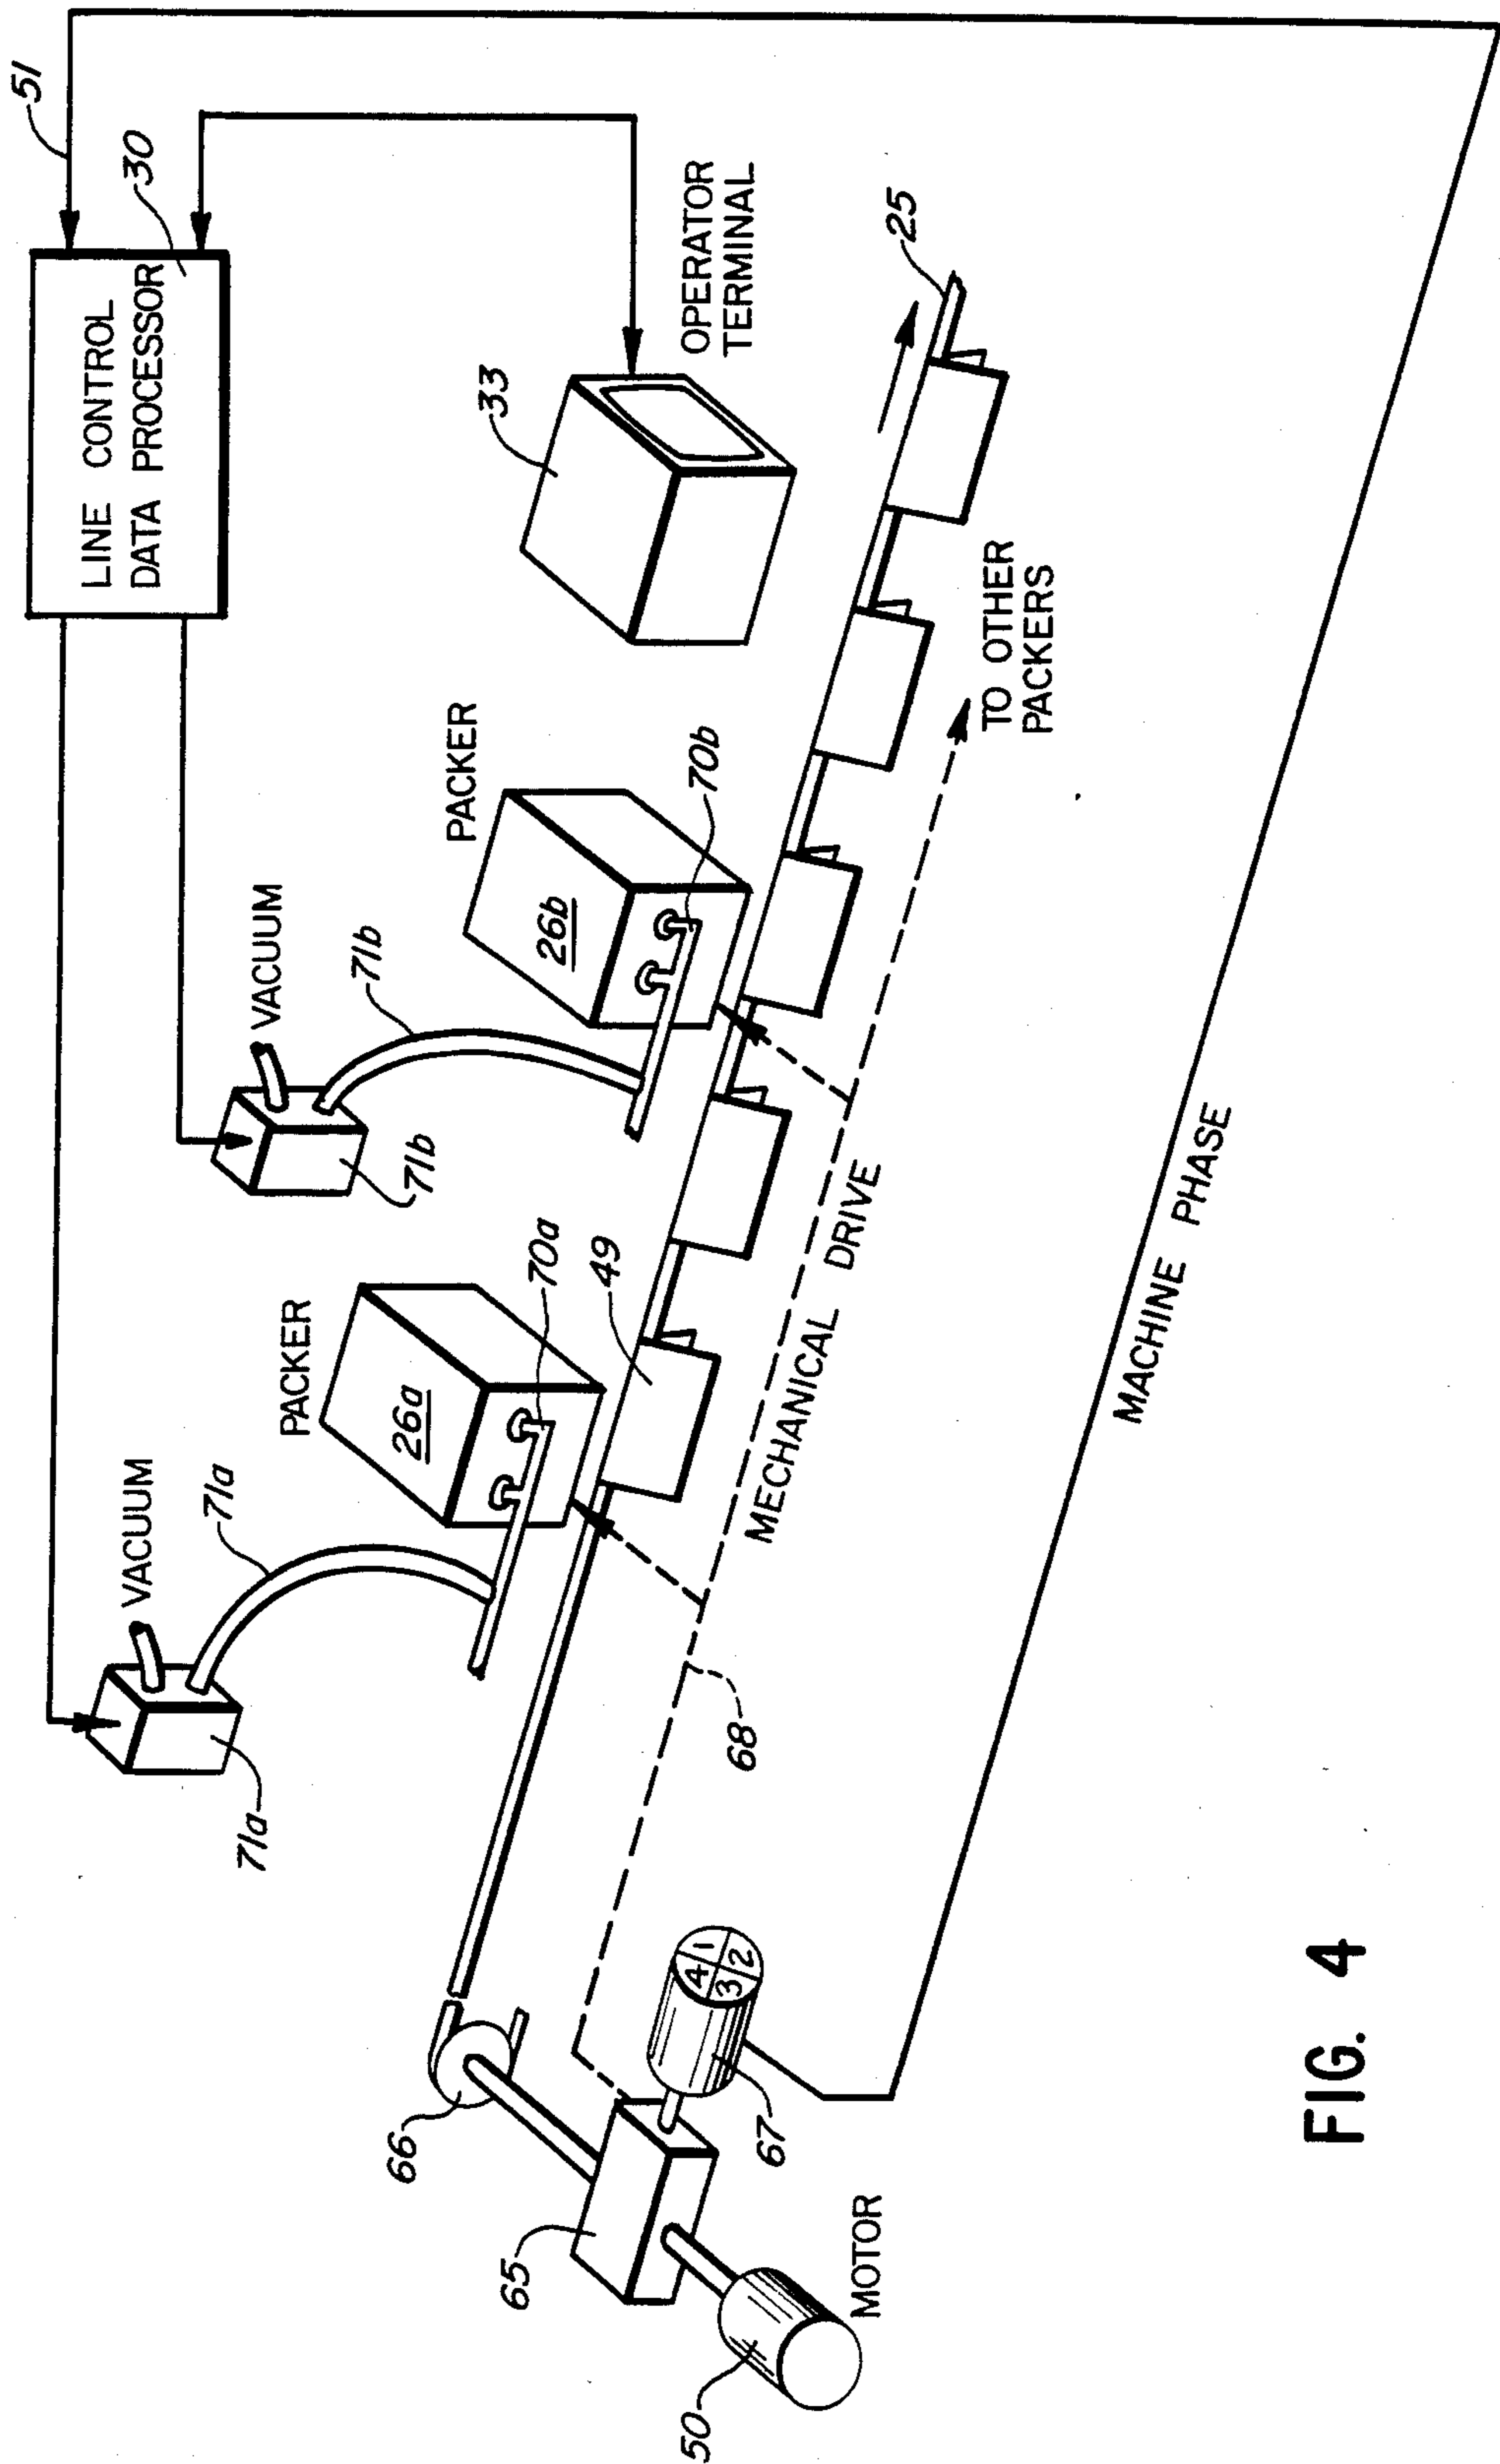 51
LINE CONTROL
DATA PROCESSOR
30
VACUUM
71a
71a
VACUUM
71b
71b
PACKER
26a
70a
PACKER
26b
70b
33
OPERATOR
TERMINAL
25
49
TO OTHER
PACKERS
MECHANICAL DRIVE
68
MACHINE PHASE
66
65
67
1
2
3
4
50
MOTOR
FIG. 4